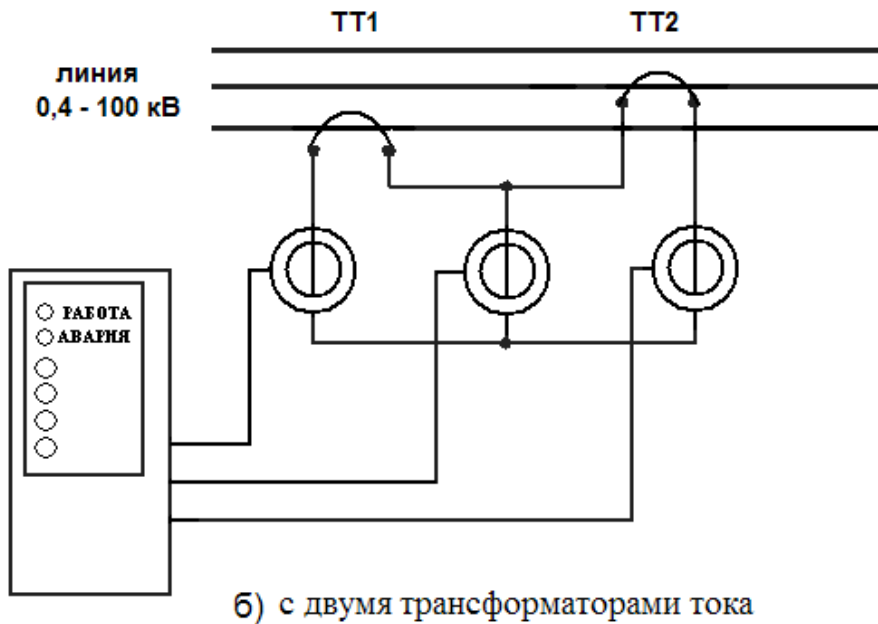 ТТ1 ТТ2
линия
0,4 - 100 кВ
РАБОТА
АВАРИЯ
б) с двумя трансформаторами тока